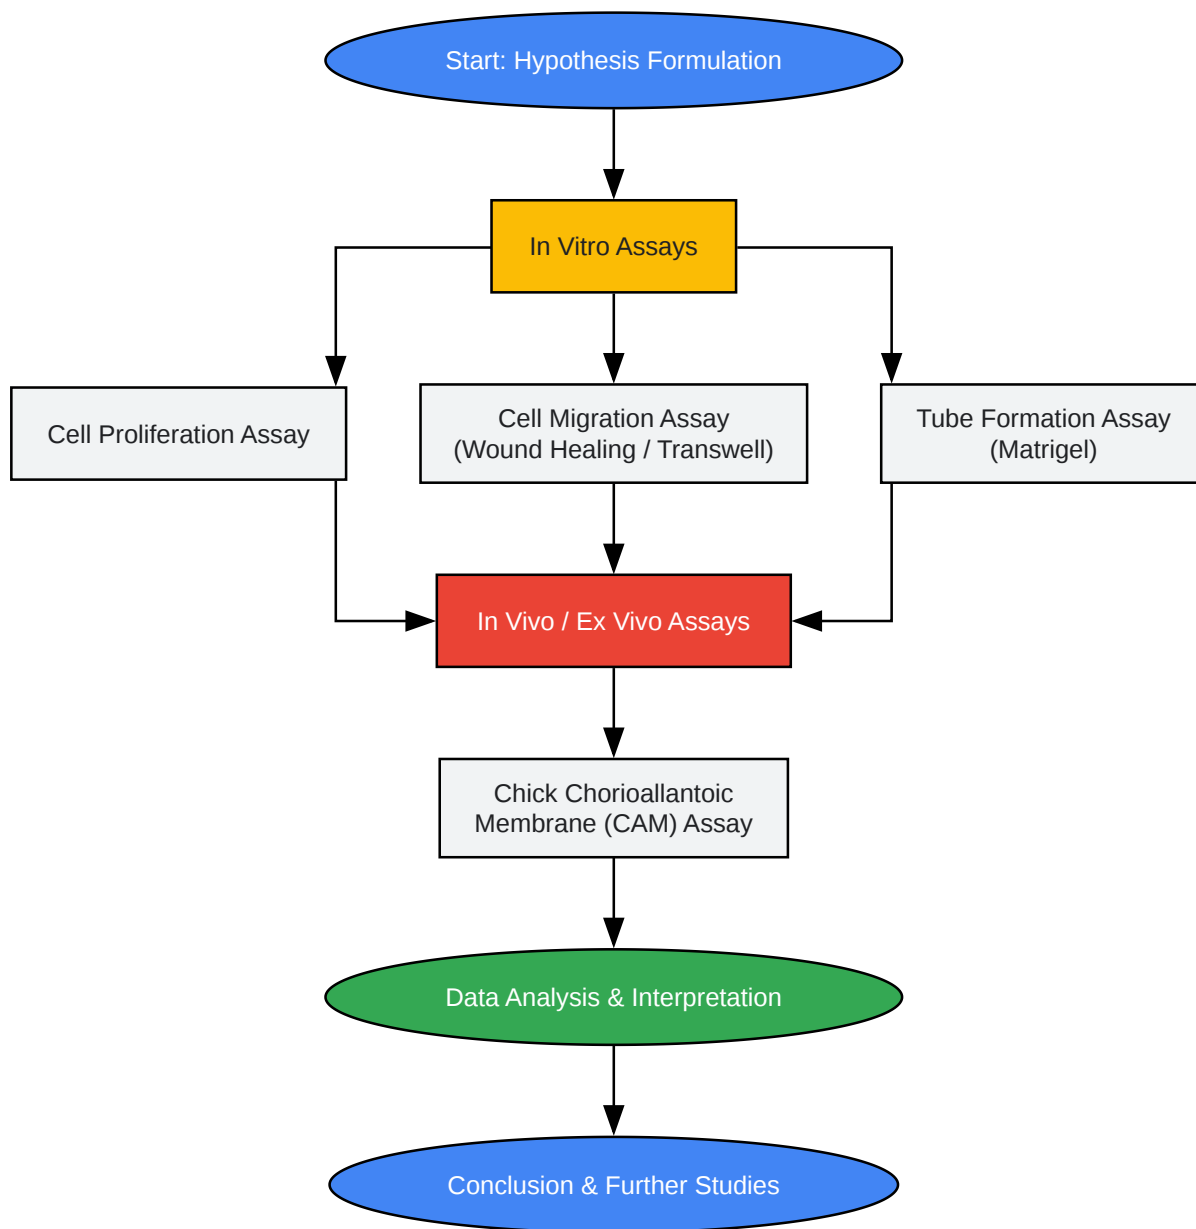 Start: Hypothesis Formulation
In Vitro Assays
Cell Proliferation Assay
Cell Migration Assay
(Wound Healing / Transwell)
Tube Formation Assay
(Matrigel)
In Vivo / Ex Vivo Assays
Chick Chorioallantoic
Membrane (CAM) Assay
Data Analysis & Interpretation
Conclusion & Further Studies